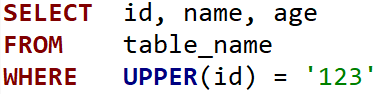 SELECT id, name, age
FROM table_name
WHERE UPPER(id) = '123'